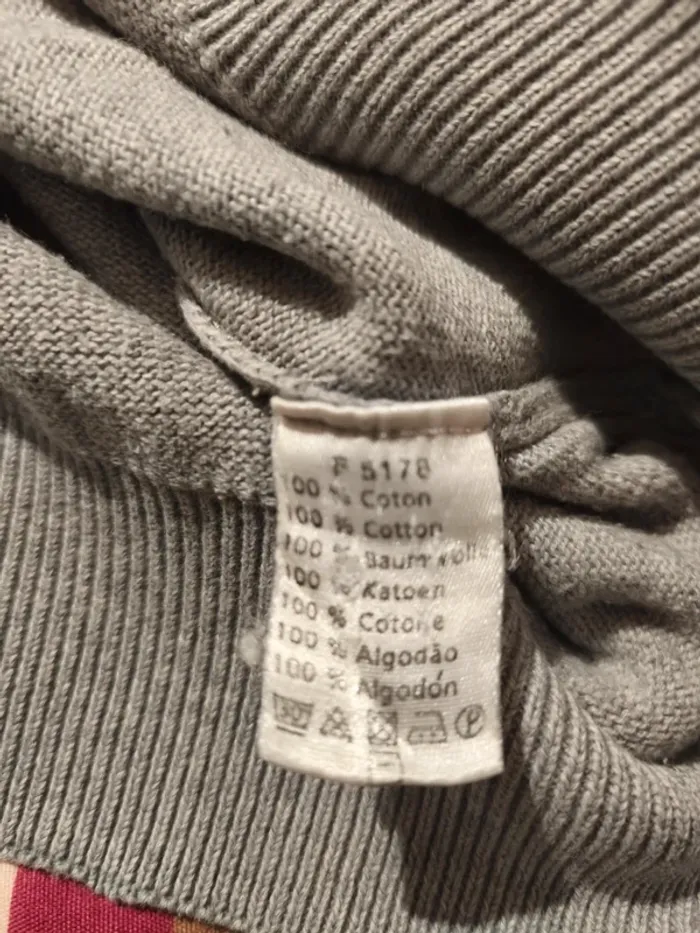 P 5178
100 % Coton
100 % Cotton
100 % Baumwolle
100 % Katoen
100 % Cotone
100 % Algodão
100 % Algodón